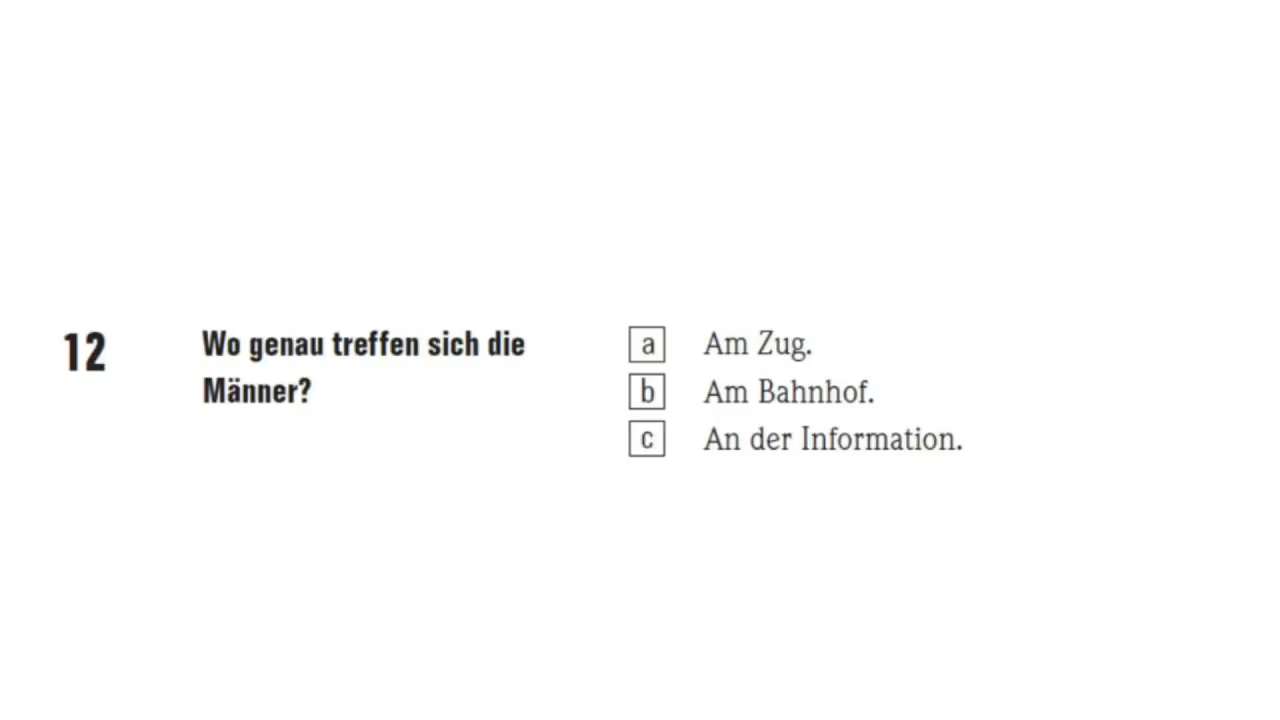 12 Wo genau treffen sich die a Am Zug.
Männer? b Am Bahnhof.
c An der Information.